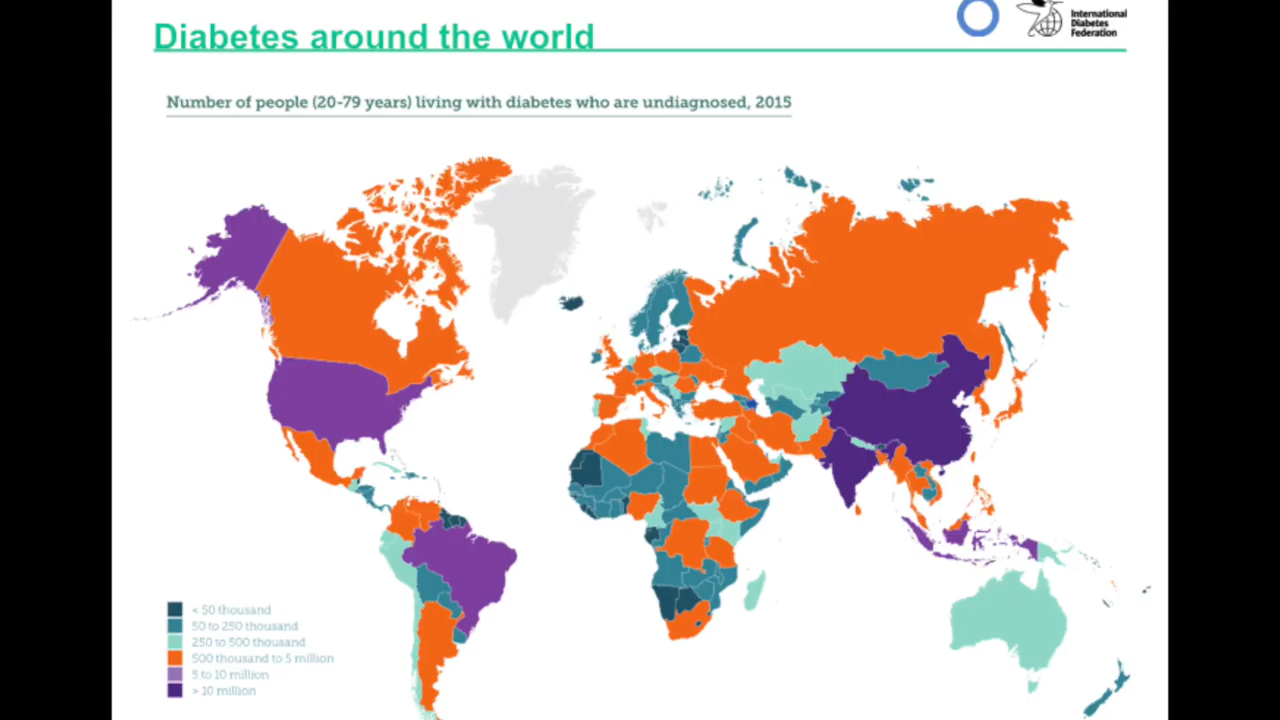 Diabetes around the world
International
Diabetes
Federation
Number of people (20-79 years) living with diabetes who are undiagnosed, 2015
< 50 thousand
50 to 250 thousand
250 to 500 thousand
500 thousand to 5 million
5 to 10 million
> 10 million